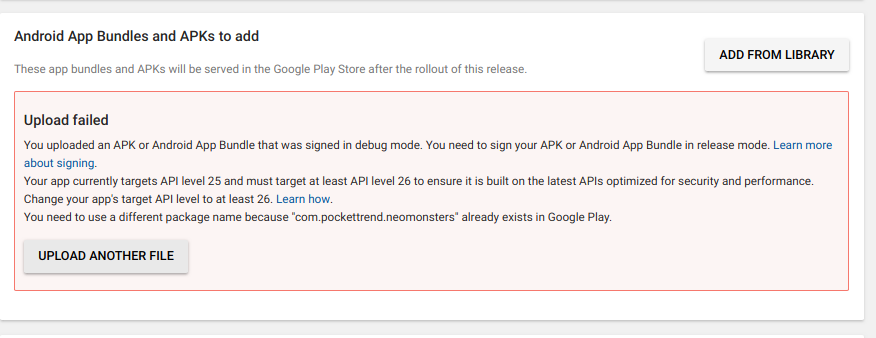 Android App Bundles and APKs to add
ADD FROM LIBRARY
These app bundles and APKs will be served in the Google Play Store after the rollout of this release.
Upload failed
You uploaded an APK or Android App Bundle that was signed in debug mode. You need to sign your APK or Android App Bundle in release mode. Learn more
about signing.
Your app currently targets API level 25 and must target at least API level 26 to ensure it is built on the latest APIs optimized for security and performance.
Change your app's target API level to at least 26. Learn how.
You need to use a different package name because "com.pockettrend.neomonsters" already exists in Google Play.
UPLOAD ANOTHER FILE